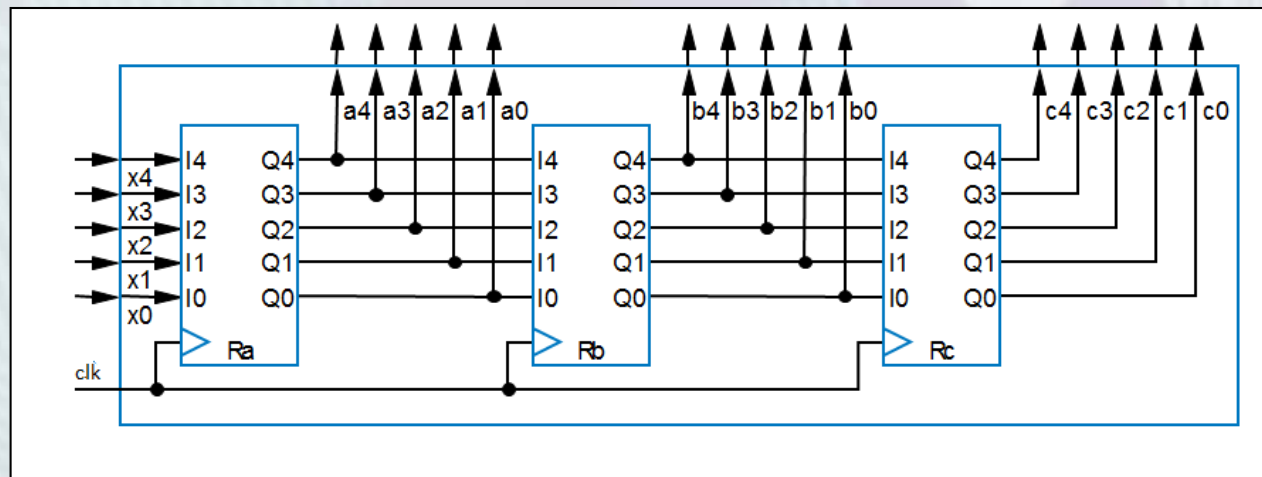 a4 a3 a2 a1 a0 b4 b3 b2 b1 b0 c4 c3 c2 c1 c0
I4 Q4 I4 Q4 I4 Q4
x4
I3 Q3 I3 Q3 I3 Q3
x3
I2 Q2 I2 Q2 I2 Q2
x2
I1 Q1 I1 Q1 I1 Q1
x1
I0 Q0 I0 Q0 I0 Q0
x0
Ra Rb Rc
clk